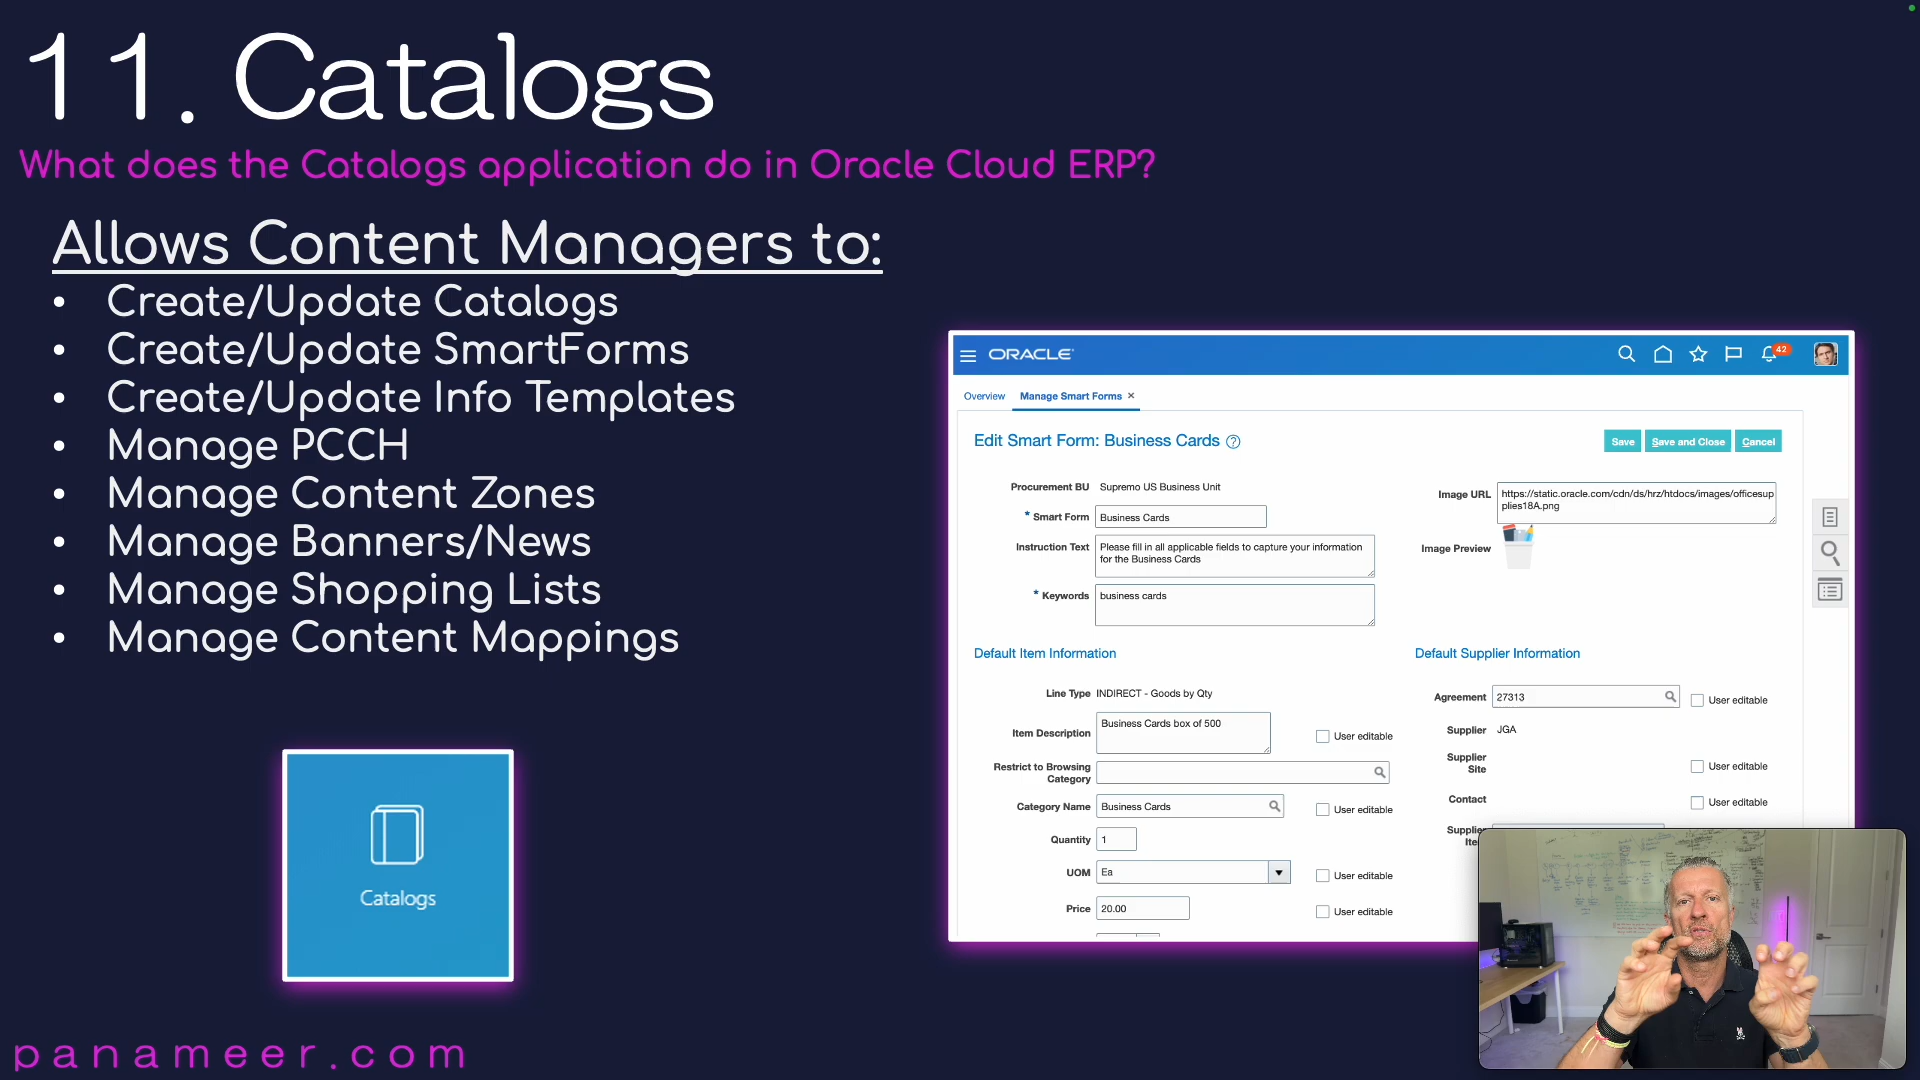 11. Catalogs
What does the Catalogs application do in Oracle Cloud ERP?
Allows Content Managers to:
• Create/Update Catalogs
• Create/Update SmartForms
• Create/Update Info Templates
• Manage PCCH
• Manage Content Zones
• Manage Banners/News
• Manage Shopping Lists
• Manage Content Mappings
Catalogs
panameer.com
ORACLE
42
Overview Manage Smart Forms ×
Edit Smart Form: Business Cards ?
Save Save and Close Cancel
Procurement BU Supremo US Business Unit
* Smart Form Business Cards
Instruction Text Please fill in all applicable fields to capture your information
for the Business Cards
* Keywords business cards
Image URL https://static.oracle.com/cdn/ds/hrz/htdocs/images/officesup
plies18A.png
Image Preview
Default Item Information
Line Type INDIRECT - Goods by Qty
Item Description Business Cards box of 500 User editable
Restrict to Browsing
Category
Category Name Business Cards User editable
Quantity 1
UOM Ea User editable
Price 20.00 User editable
Default Supplier Information
Agreement 27313 User editable
Supplier JGA
Supplier
Site User editable
Contact User editable